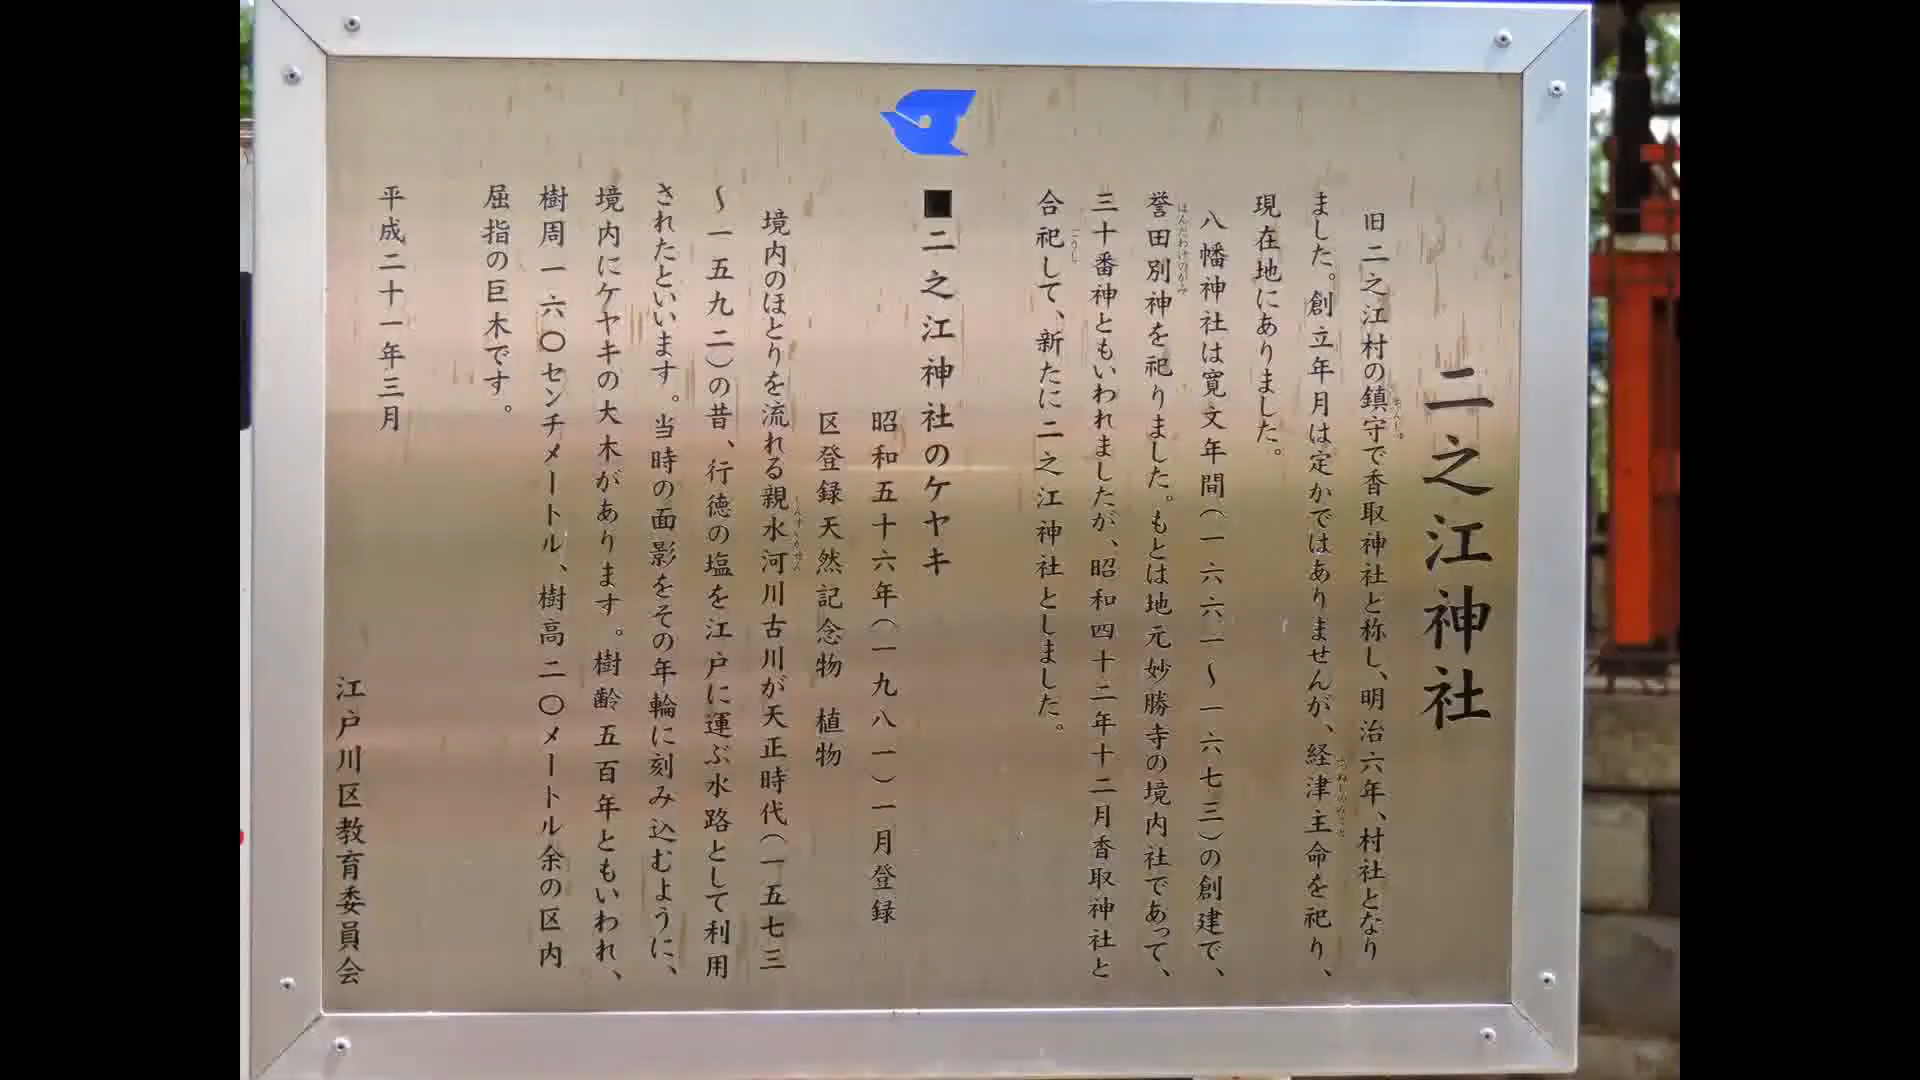 二之江神社
旧二之江村の鎮守で香取神社と称し、明治六年、村社となり
ました。創立年月は定かではありませんが、経津主命を祀り、
現在地にありました。
八幡神社は寛文年間(一六六一～一六七三)の創建で、
誉田別神を祀りました。もとは地元妙勝寺の境内社であって、
三十番神ともいわれましたが、昭和四十二年十二月香取神社と
合祀して、新たに二之江神社としました。
■二之江神社のケヤキ
昭和五十六年(一九八一)一月登録
区登録天然記念物 植物
境内のほとりを流れる親水河川古川が天正時代(一五七三
～一五九二)の昔、行徳の塩を江戸に運ぶ水路として利用
されたといいます。当時の面影をその年輪に刻み込むように、
境内にケヤキの大木があります。樹齢五百年ともいわれ、
樹周一六〇センチメートル、樹高二〇メートル余の区内
屈指の巨木です。
平成二十一年三月
江戸川区教育委員会